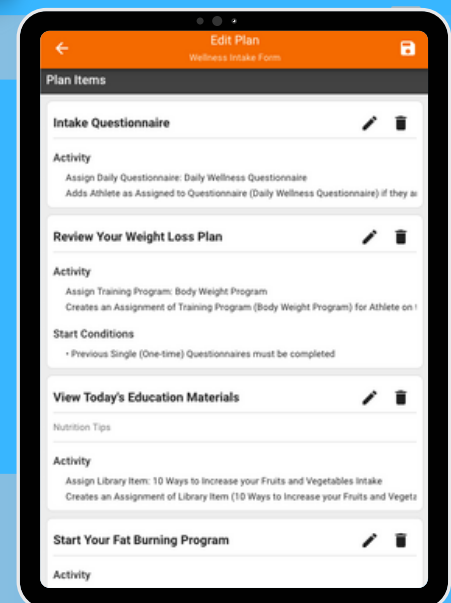 Edit Plan
Wellness Intake Form
Plan Items
Intake Questionnaire
Activity
Assign Daily Questionnaire: Daily Wellness Questionnaire
Adds Athlete as Assigned to Questionnaire (Daily Wellness Questionnaire) if they
Review Your Weight Loss Plan
Activity
Assign Training Program: Body Weight Program
Creates an Assignment of Training Program (Body Weight Program) for Athlete on
Start Conditions
• Previous Single (One-time) Questionnaires must be completed
View Today's Education Materials
Nutrition Tips
Activity
Assign Library Item: 10 Ways to Increase your Fruits and Vegetables Intake
Creates an Assignment of Library Item (10 Ways to Increase your Fruits and
Start Your Fat Burning Program
Activity